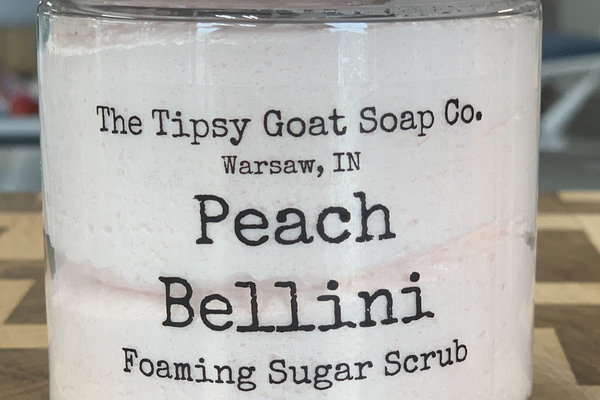 The Tipsy Goat Soap Co.
Warsaw, IN
Peach
Bellini
Foaming Sugar Scrub